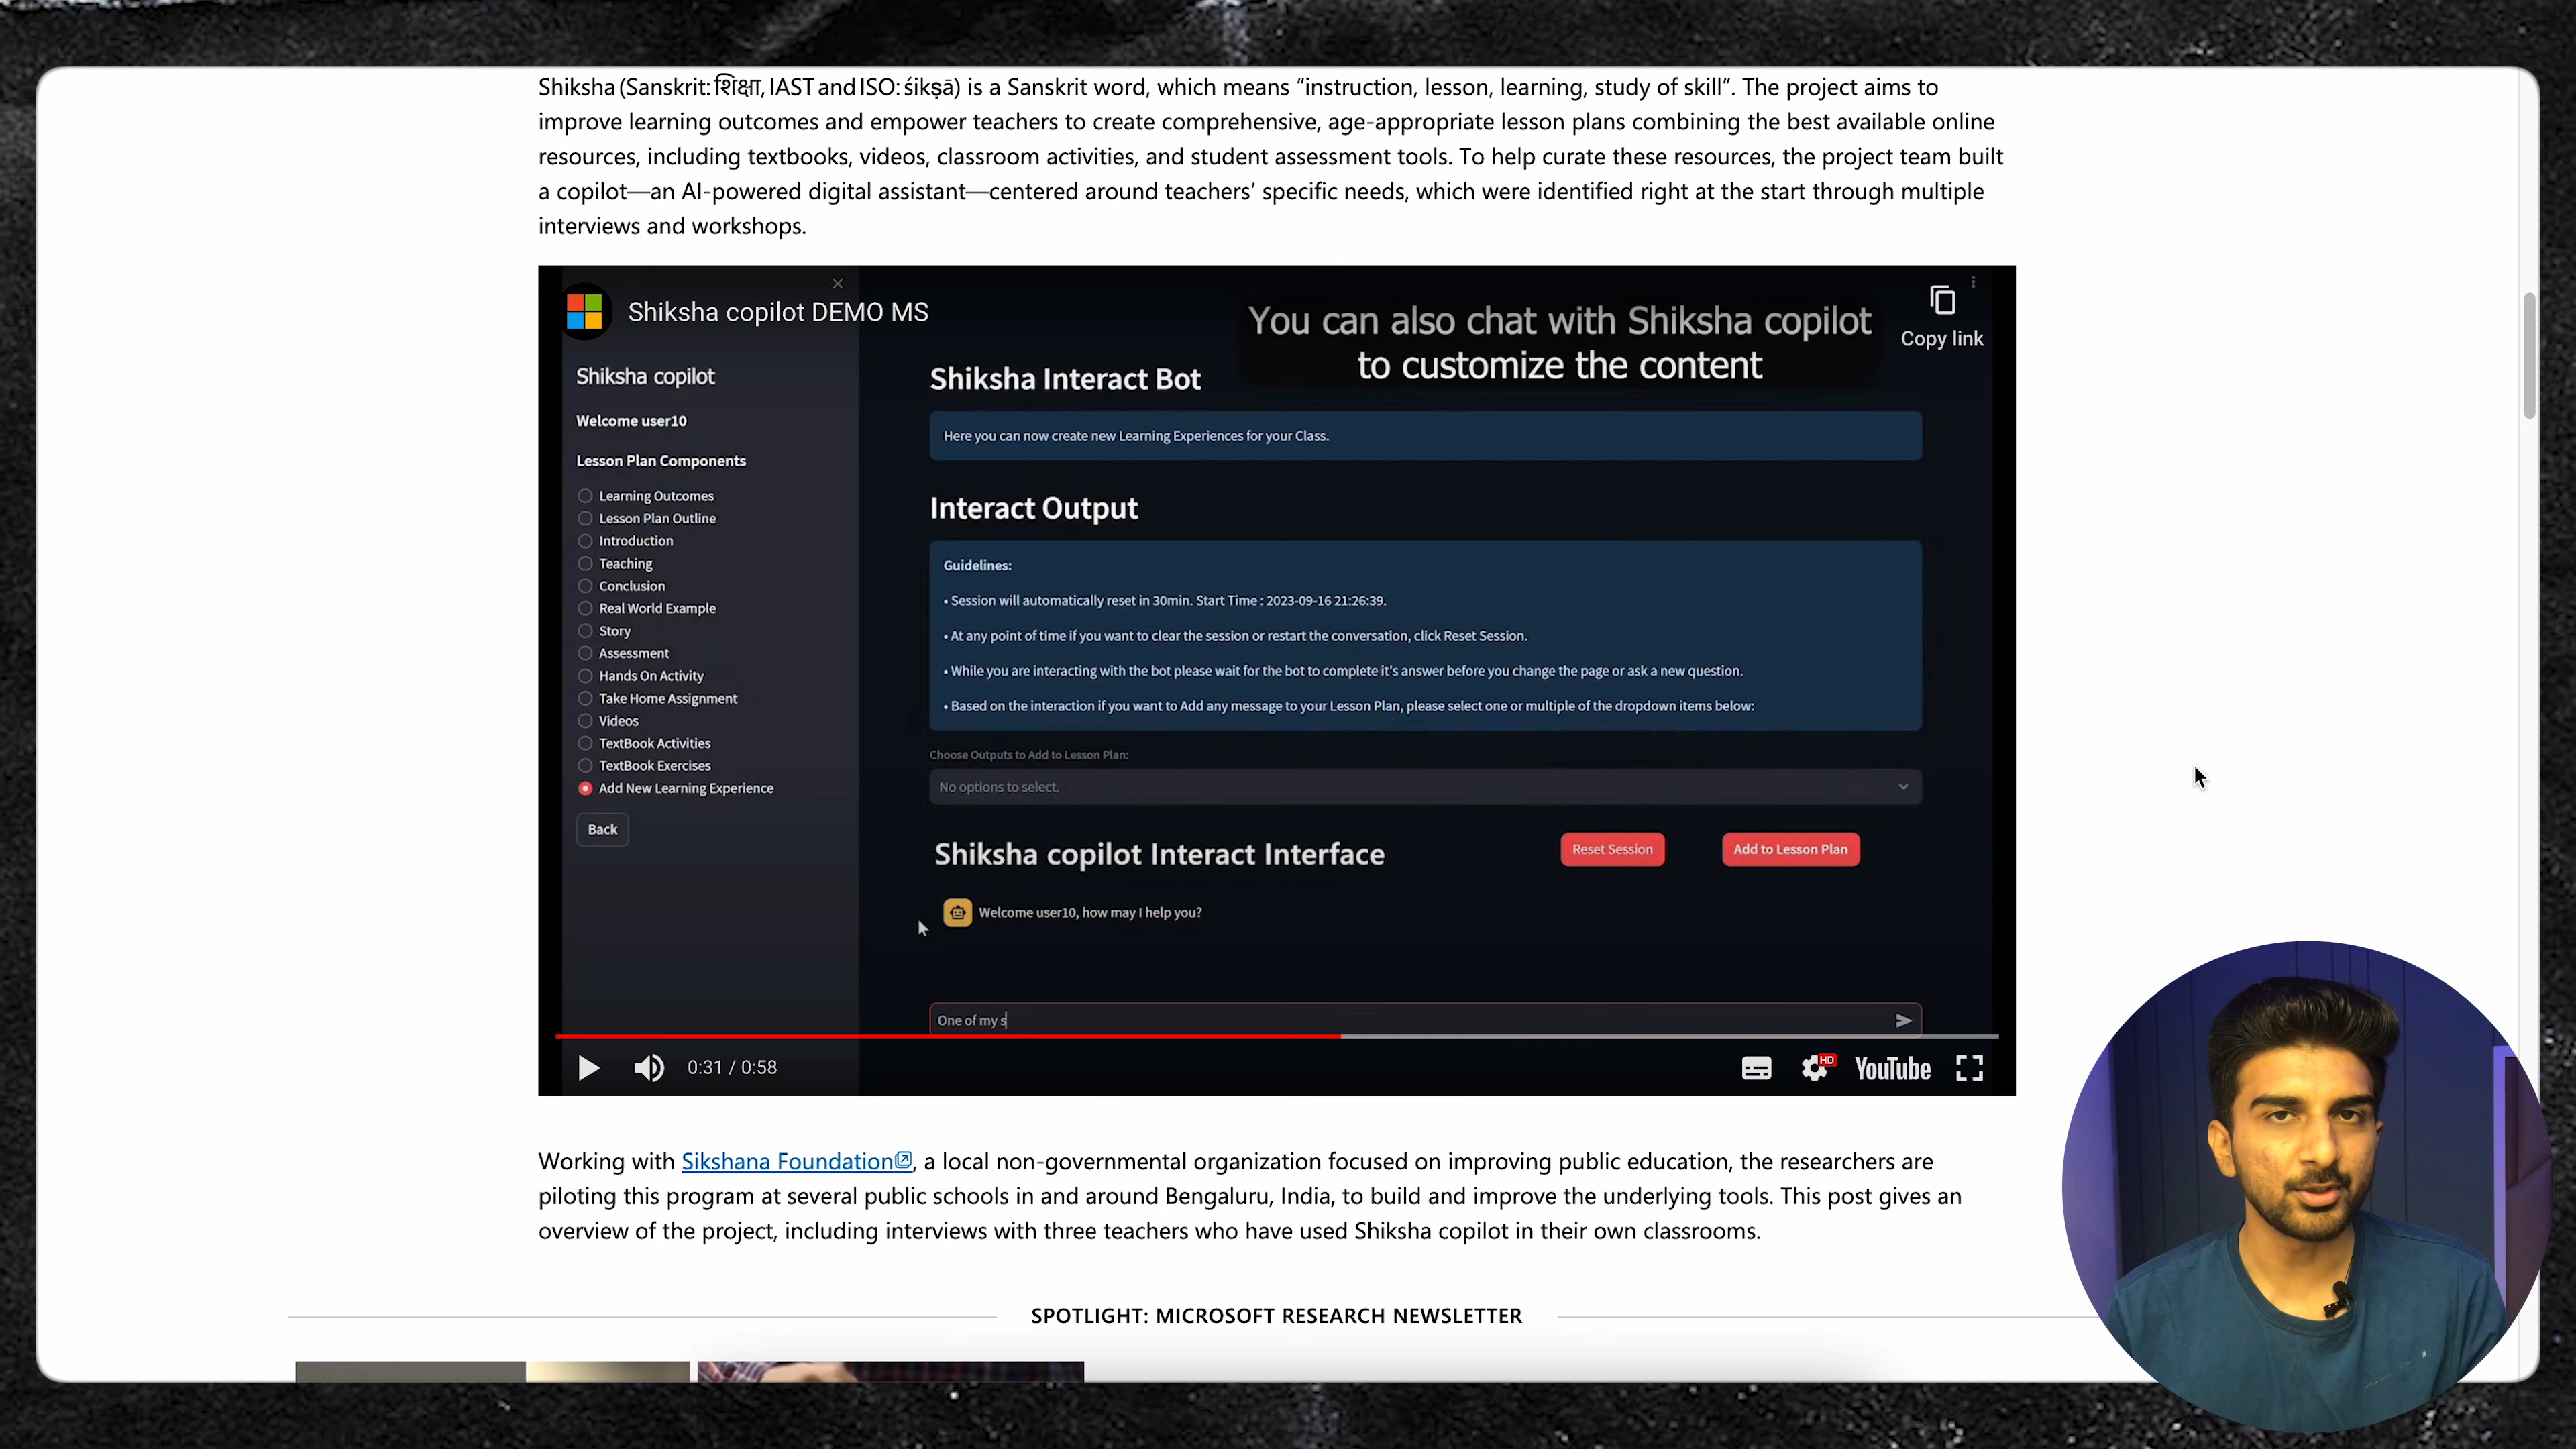 Shiksha (Sanskrit: शिक्षा, IAST and ISO: śikṣā) is a Sanskrit word, which means “instruction, lesson, learning, study of skill”. The project aims to
improve learning outcomes and empower teachers to create comprehensive, age-appropriate lesson plans combining the best available online
resources, including textbooks, videos, classroom activities, and student assessment tools. To help curate these resources, the project team built
a copilot—an AI-powered digital assistant—centered around teachers’ specific needs, which were identified right at the start through multiple
interviews and workshops.
Shiksha copilot DEMO MS
You can also chat with Shiksha copilot
to customize the content
Copy link
Shiksha copilot
Welcome user10
Lesson Plan Components
Learning Outcomes
Lesson Plan Outline
Introduction
Teaching
Conclusion
Real World Example
Story
Assessment
Hands On Activity
Take Home Assignment
Videos
TextBook Activities
TextBook Exercises
Add New Learning Experience
Back
Shiksha Interact Bot
Here you can now create new Learning Experiences for your Class.
Interact Output
Guidelines:
• Session will automatically reset in 30min. Start Time : 2023-09-16 21:26:39.
• At any point of time if you want to clear the session or restart the conversation, click Reset Session.
• While you are interacting with the bot please wait for the bot to complete it's answer before you change the page or ask a new question.
• Based on the interaction if you want to Add any message to your Lesson Plan, please select one or multiple of the dropdown items below:
Choose Outputs to Add to Lesson Plan:
No options to select.
Shiksha copilot Interact Interface
Reset Session
Add to Lesson Plan
Welcome user10, how may I help you?
One of my s
0:31 / 0:58
HD
YouTube
Working with Sikshana Foundation, a local non-governmental organization focused on improving public education, the researchers are
piloting this program at several public schools in and around Bengaluru, India, to build and improve the underlying tools. This post gives an
overview of the project, including interviews with three teachers who have used Shiksha copilot in their own classrooms.
SPOTLIGHT: MICROSOFT RESEARCH NEWSLETTER